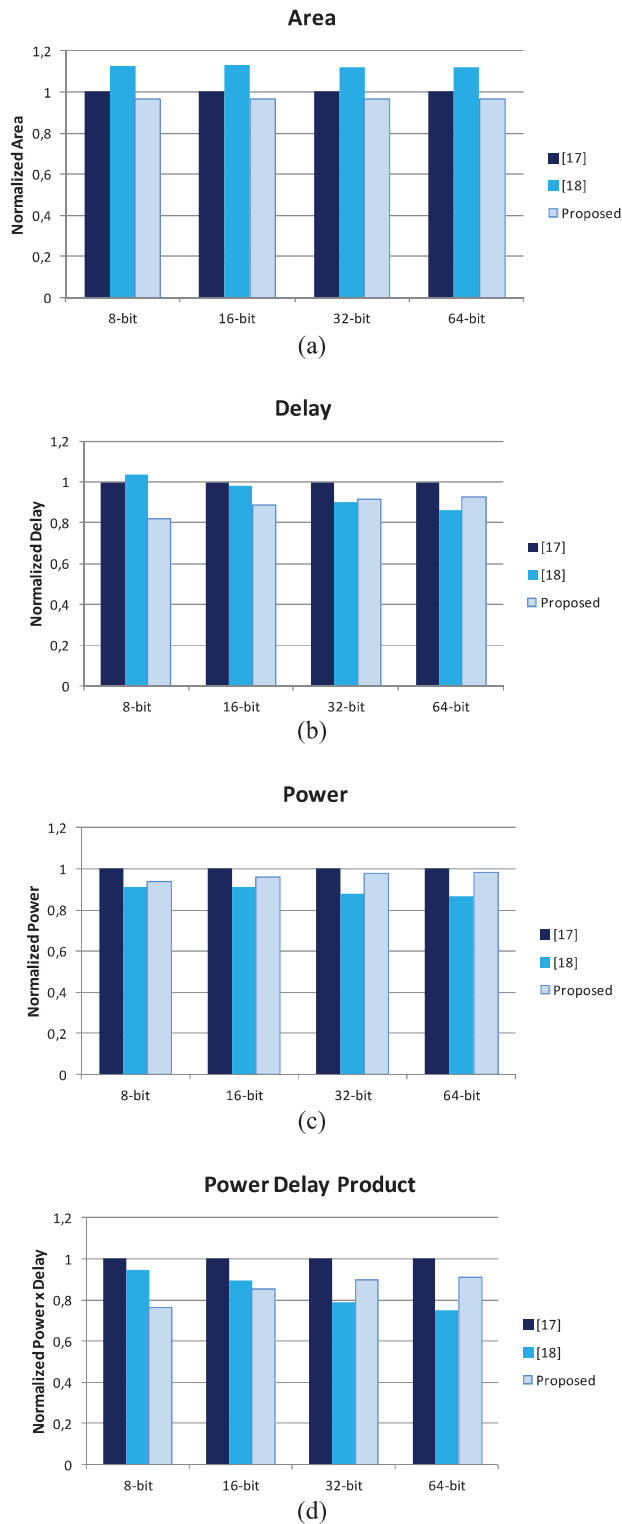 Area
Normalized Area
1,2
1
0,8
0,6
0,4
0,2
0
8-bit 16-bit 32-bit 64-bit
[17]
[18]
Proposed
(a)
Delay
Normalized Delay
1,2
1
0,8
0,6
0,4
0,2
0
8-bit 16-bit 32-bit 64-bit
[17]
[18]
Proposed
(b)
Power
Normalized Power
1,2
1
0,8
0,6
0,4
0,2
0
8-bit 16-bit 32-bit 64-bit
[17]
[18]
Proposed
(c)
Power Delay Product
Normalized Power x Delay
1,2
1
0,8
0,6
0,4
0,2
0
8-bit 16-bit 32-bit 64-bit
[17]
[18]
Proposed
(d)